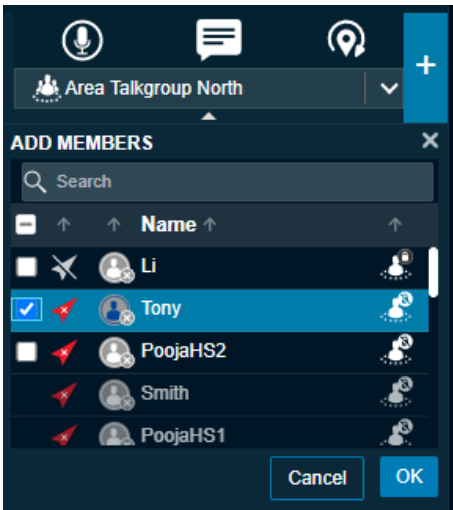 Area Talkgroup North
ADD MEMBERS
Search
Name
Li
Tony
PoojaHS2
Smith
PoojaHS1
Cancel OK